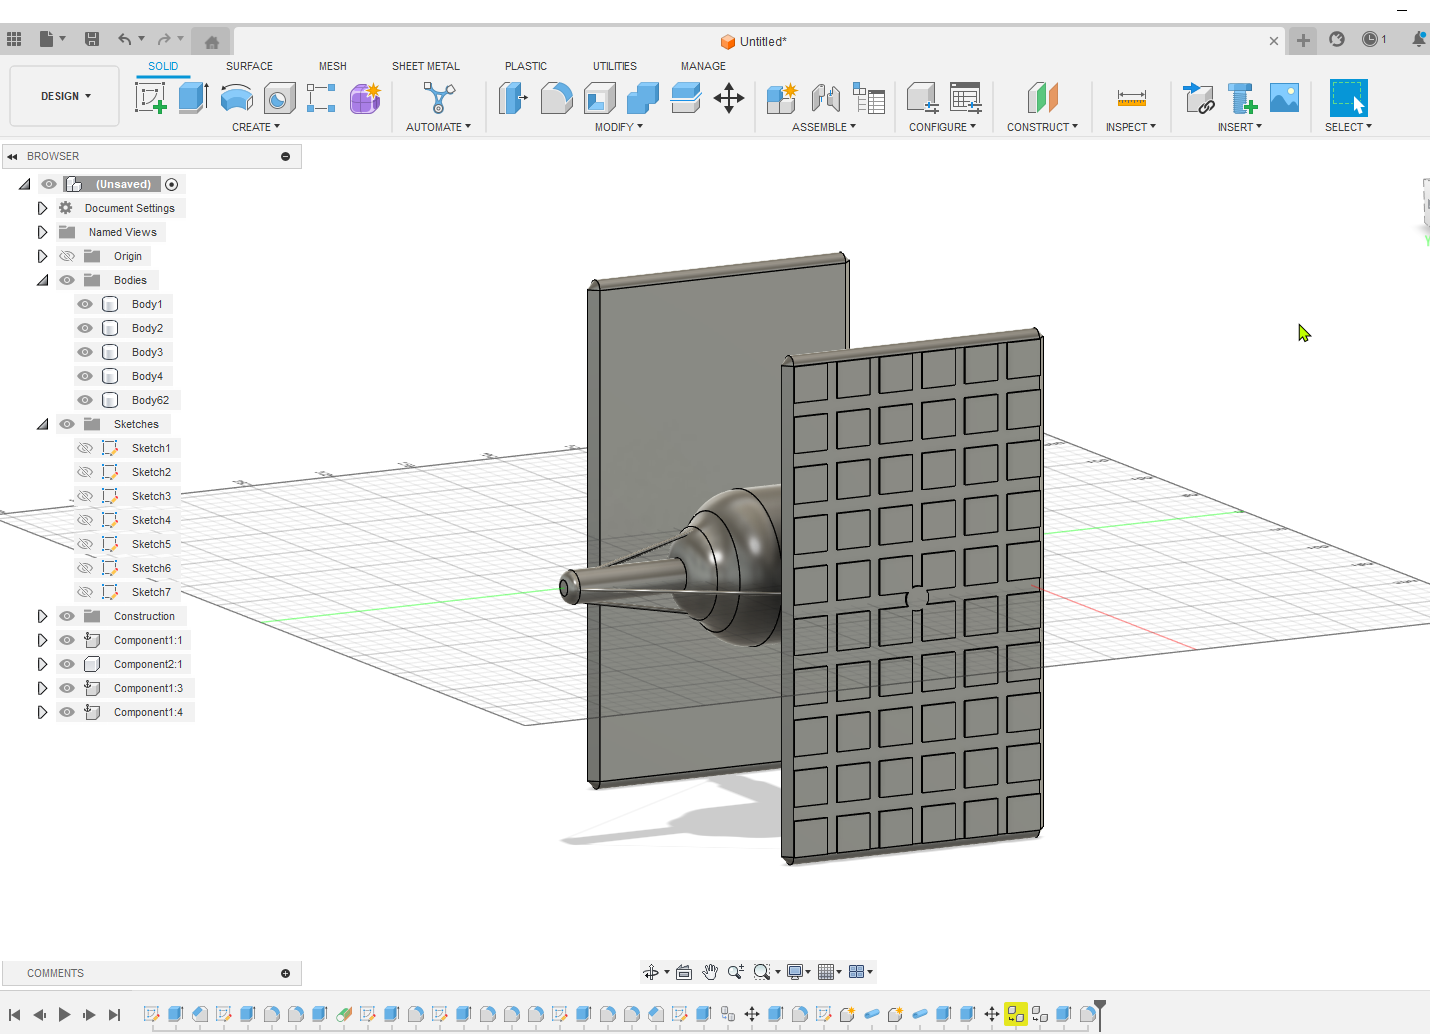 Untitled*
1
DESIGN
SOLID SURFACE MESH SHEET METAL PLASTIC UTILITIES MANAGE
CREATE AUTOMATE MODIFY ASSEMBLE CONFIGURE CONSTRUCT INSPECT INSERT SELECT
BROWSER
(Unsaved)
Document Settings
Named Views
Origin
Bodies
Body1
Body2
Body3
Body4
Body62
Sketches
Sketch1
Sketch2
Sketch3
Sketch4
Sketch5
Sketch6
Sketch7
Construction
Component1:1
Component2:1
Component1:3
Component1:4
COMMENTS